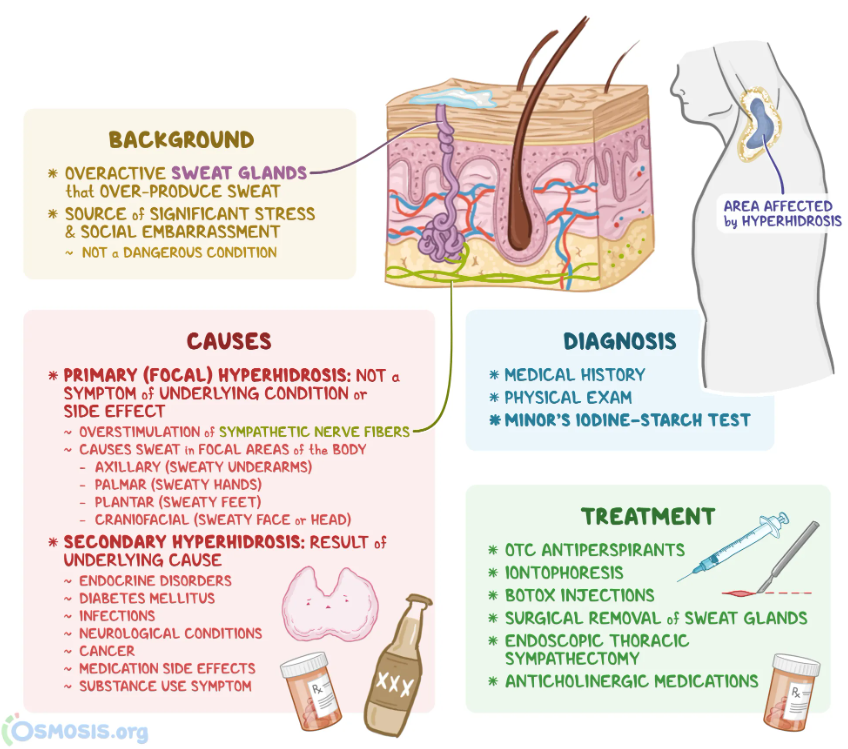 BACKGROUND
* OVERACTIVE SWEAT GLANDS
that OVER-PRODUCE SWEAT
* SOURCE of SIGNIFICANT STRESS
& SOCIAL EMBARRASSMENT
~ NOT a DANGEROUS CONDITION
AREA AFFECTED
by HYPERHIDROSIS
CAUSES
* PRIMARY (FOCAL) HYPERHIDROSIS: NOT a
SYMPTOM of UNDERLYING CONDITION or
SIDE EFFECT
~ OVERSTIMULATION of SYMPATHETIC NERVE FIBERS
~ CAUSES SWEAT in FOCAL AREAS of the BODY
- AXILLARY (SWEATY UNDERARMS)
- PALMAR (SWEATY HANDS)
- PLANTAR (SWEATY FEET)
- CRANIOFACIAL (SWEATY FACE or HEAD)
* SECONDARY HYPERHIDROSIS: RESULT of
UNDERLYING CAUSE
~ ENDOCRINE DISORDERS
~ DIABETES MELLITUS
~ INFECTIONS
~ NEUROLOGICAL CONDITIONS
~ CANCER
~ MEDICATION SIDE EFFECTS
~ SUBSTANCE USE SYMPTOM
XXX
Rx
DIAGNOSIS
* MEDICAL HISTORY
* PHYSICAL EXAM
* MINOR'S IODINE-STARCH TEST
TREATMENT
* OTC ANTIPERSPIRANTS
* IONTOPHORESIS
* BOTOX INJECTIONS
* SURGICAL REMOVAL of SWEAT GLANDS
* ENDOSCOPIC THORACIC
SYMPATHECTOMY
* ANTICHOLINERGIC MEDICATIONS
Rx
OSMOSIS.org